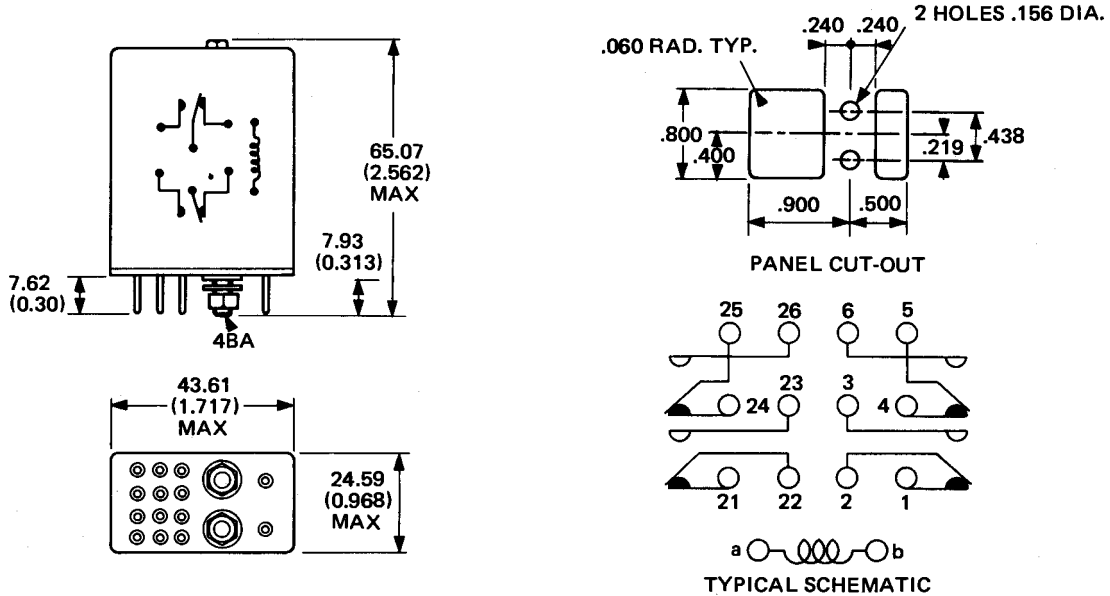 65.07
(2.562)
MAX
7.93
(0.313)
7.62
(0.30)
4BA
43.61
(1.717)
MAX
24.59
(0.968)
MAX
2 HOLES .156 DIA.
.240 .240
.060 RAD. TYP.
.800
.400
.438
.219
.900
.500
PANEL CUT-OUT
25 26 6 5
23 3
24 4
21 22 2 1
a b
TYPICAL SCHEMATIC